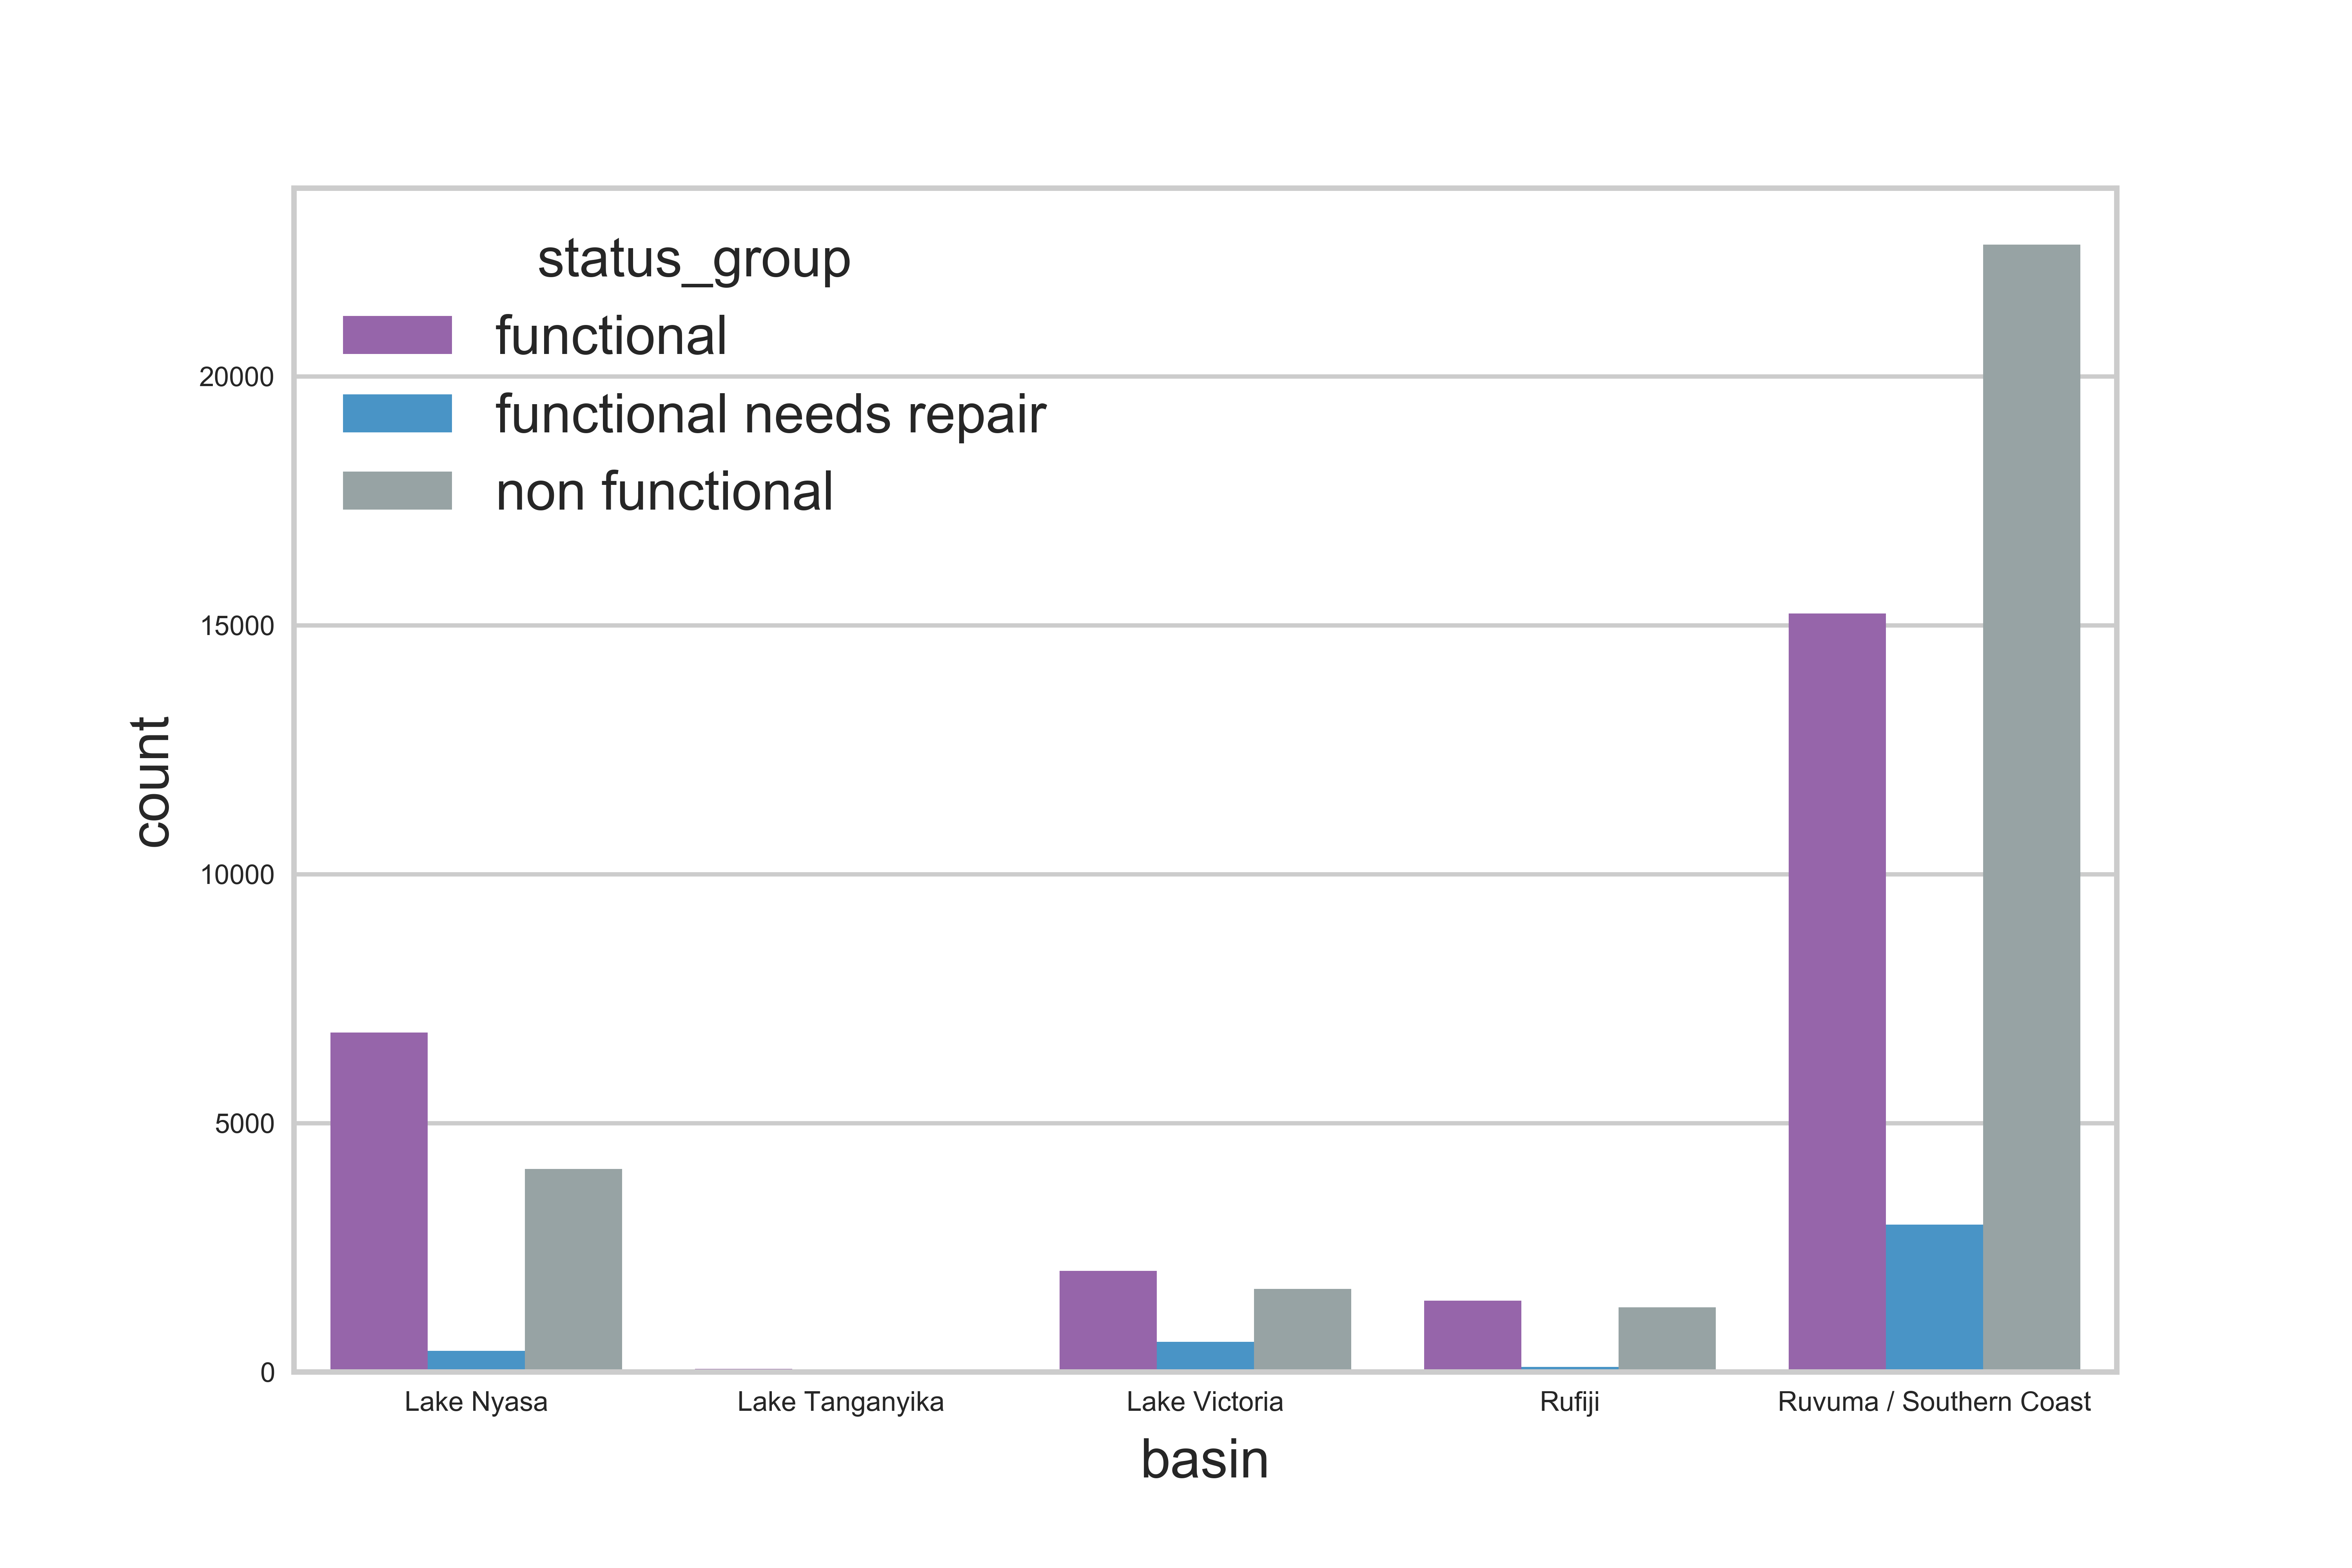 status_group
functional
functional needs repair
non functional
20000
15000
10000
5000
0
count
Lake Nyasa
Lake Tanganyika
Lake Victoria
Rufiji
Ruvuma / Southern Coast
basin